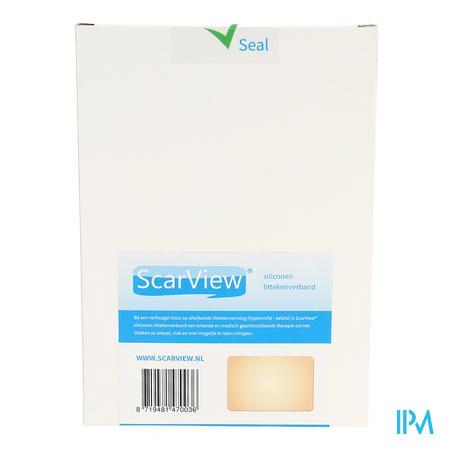 Seal
ScarView®
siliconen
littekenverband
Bij een verhoogd risico op afwijkende littekenvorming (hypertrofie - keloïd) is ScarView®
siliconen littekenverband een erkende en medisch geprotocolleerde therapie om het
litteken zo soepel, vlak en snel mogelijk te laten uitrijpen.
WWW.SCARVIEW.NL
8 719481 470036
IPM